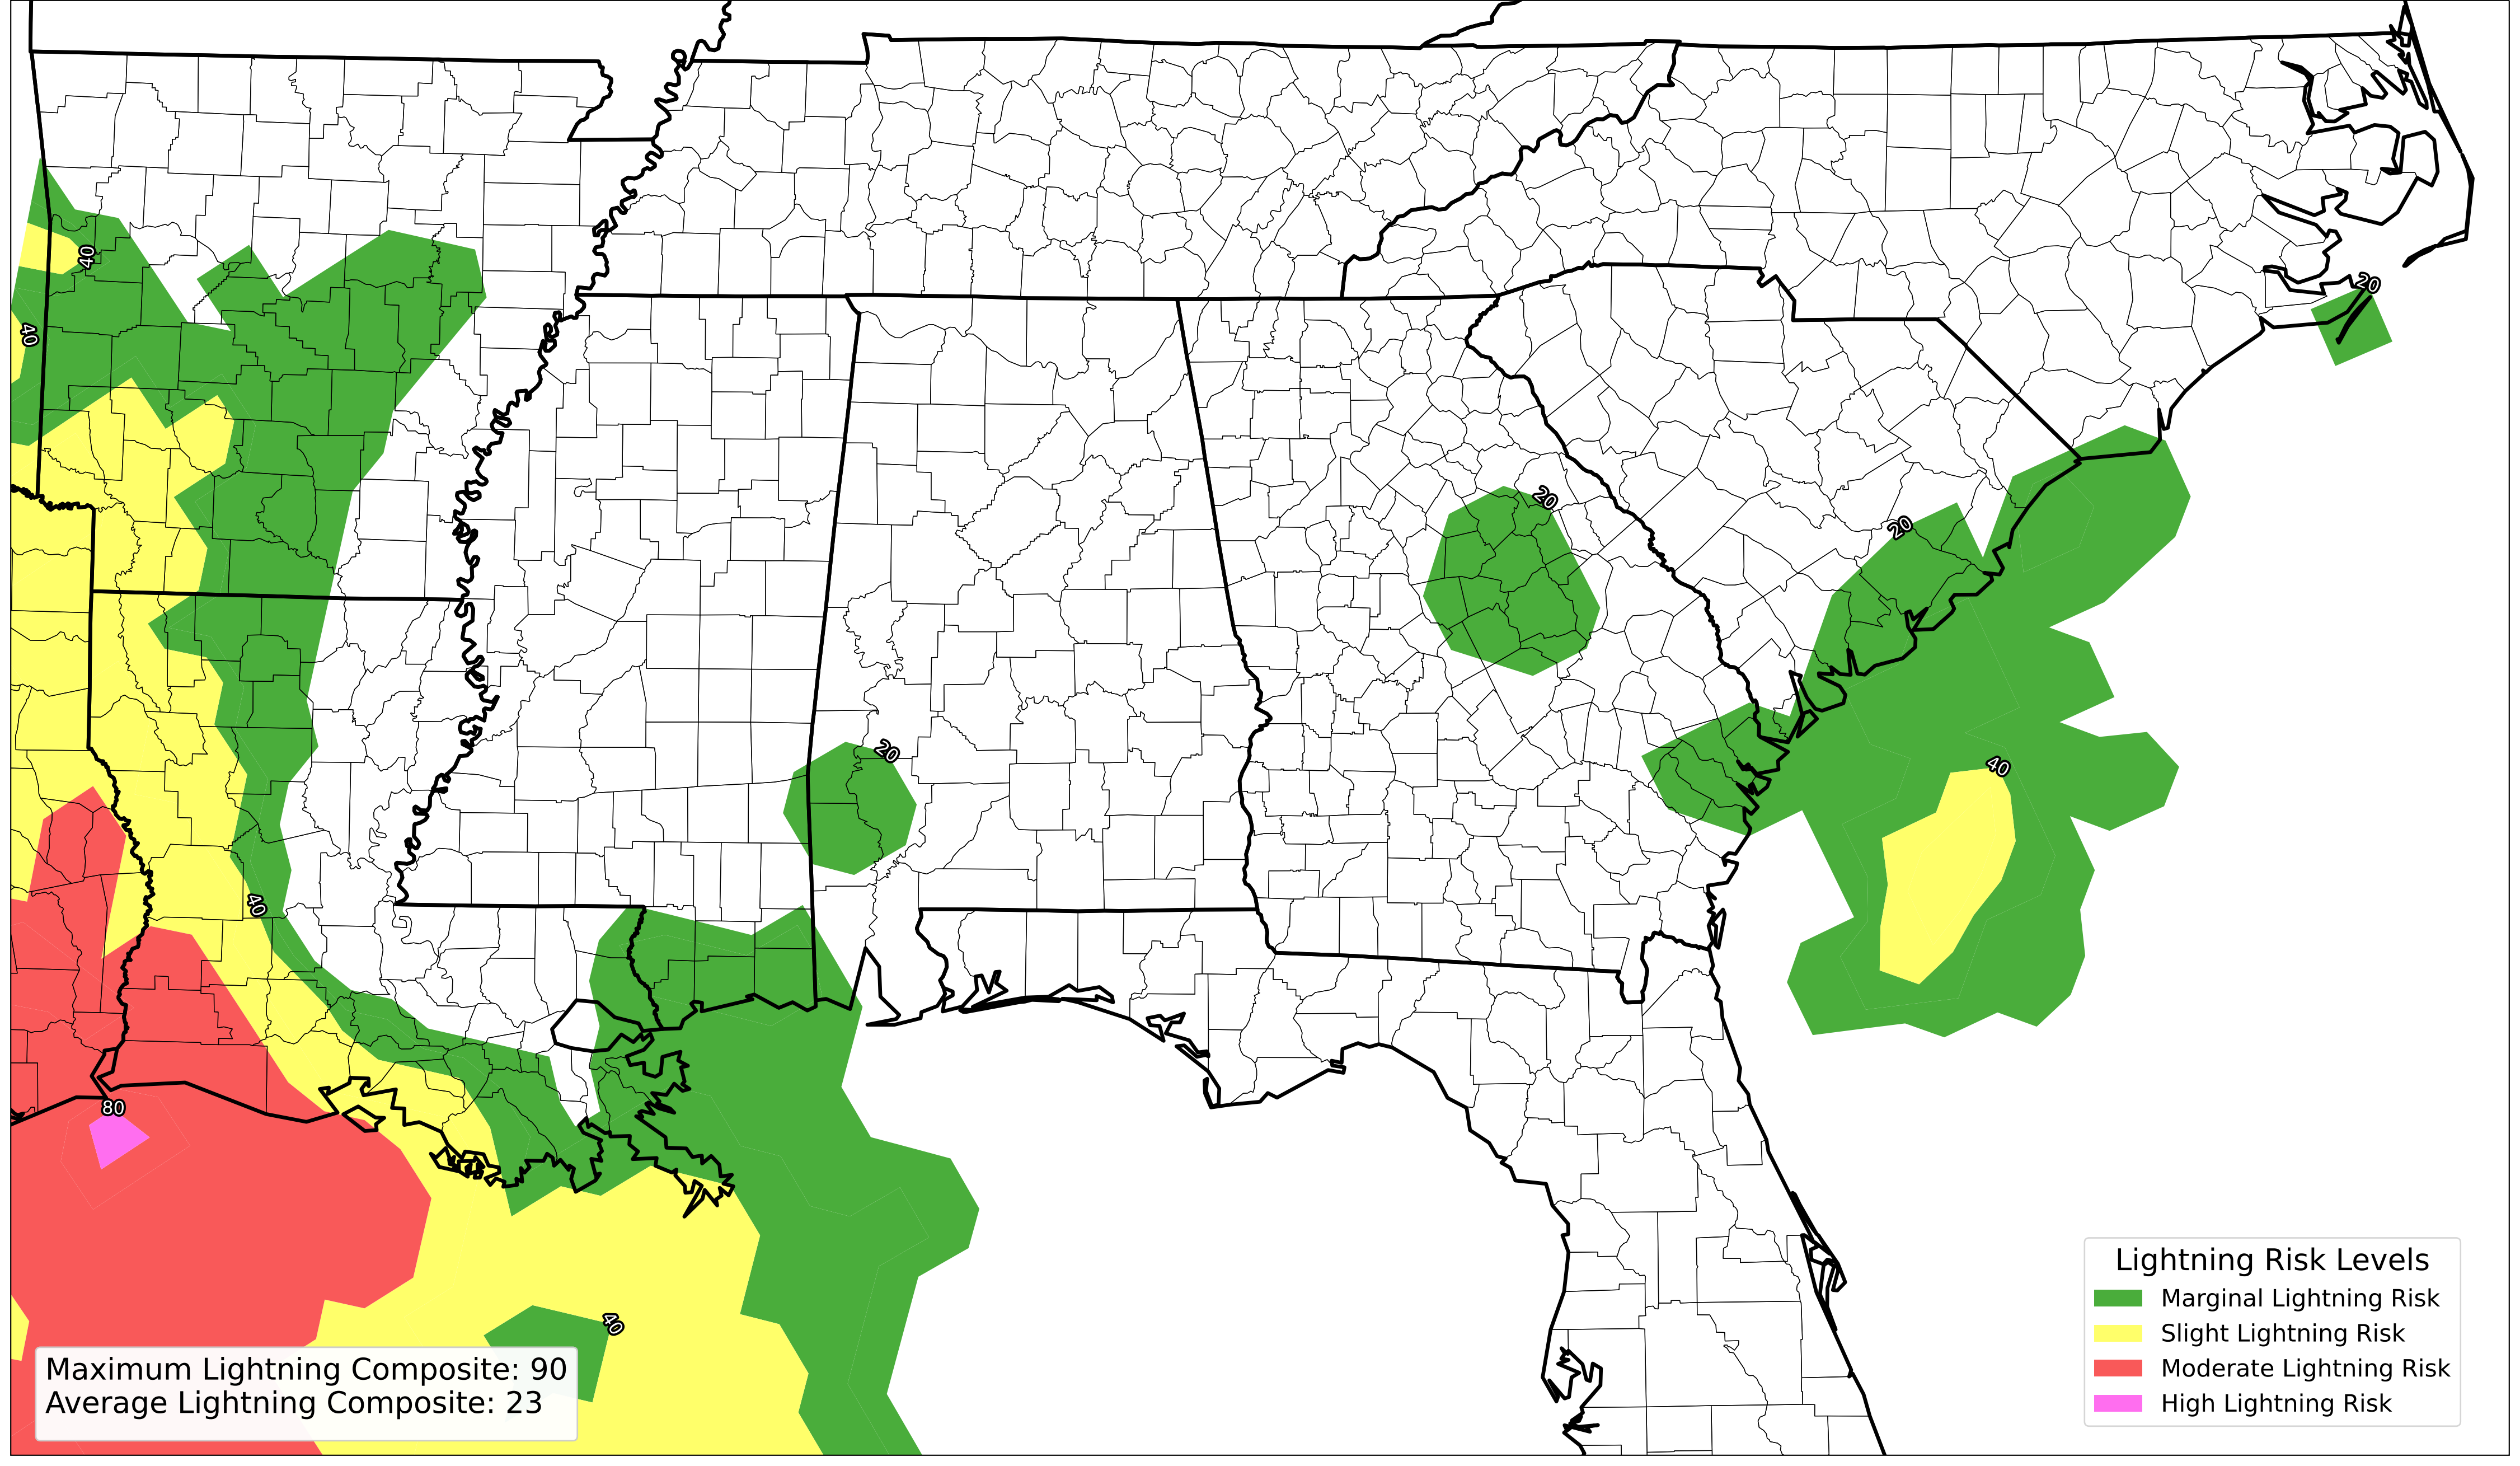 40
40
20
20
20
20
40
40
80
40
Maximum Lightning Composite: 90
Average Lightning Composite: 23
Lightning Risk Levels
Marginal Lightning Risk
Slight Lightning Risk
Moderate Lightning Risk
High Lightning Risk